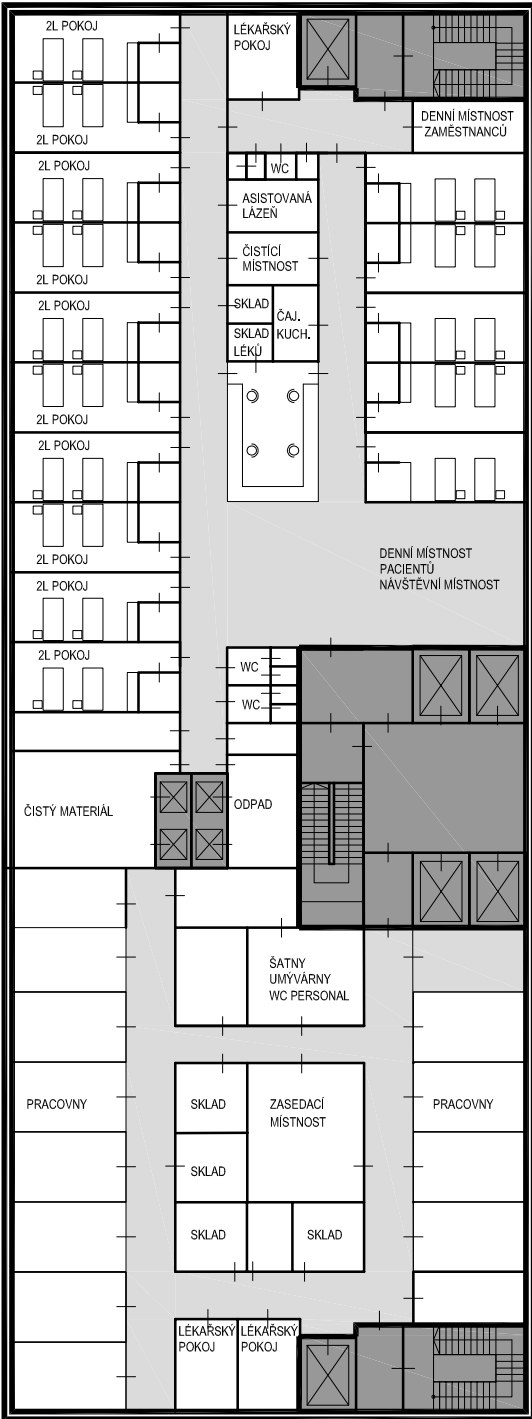 2L POKOJ
LÉKAŘSKÝ
POKOJ
DENNÍ MÍSTNOST
ZAMĚSTNANCŮ
2L POKOJ
2L POKOJ
WC
ASISTOVANÁ
LÁZEŇ
ČISTÍCÍ
MÍSTNOST
2L POKOJ
2L POKOJ
SKLAD
ČAJ.
KUCH.
SKLAD
LÉKŮ
2L POKOJ
2L POKOJ
2L POKOJ
DENNÍ MÍSTNOST
PACIENTŮ
NÁVŠTĚVNÍ MÍSTNOST
2L POKOJ
2L POKOJ
WC
WC
ČISTÝ MATERIÁL
ODPAD
ŠATNY
UMÝVÁRNY
WC PERSONAL
PRACOVNY
SKLAD
ZASEDACÍ
MÍSTNOST
PRACOVNY
SKLAD
SKLAD
SKLAD
LÉKAŘSKÝ
POKOJ
LÉKAŘSKÝ
POKOJ